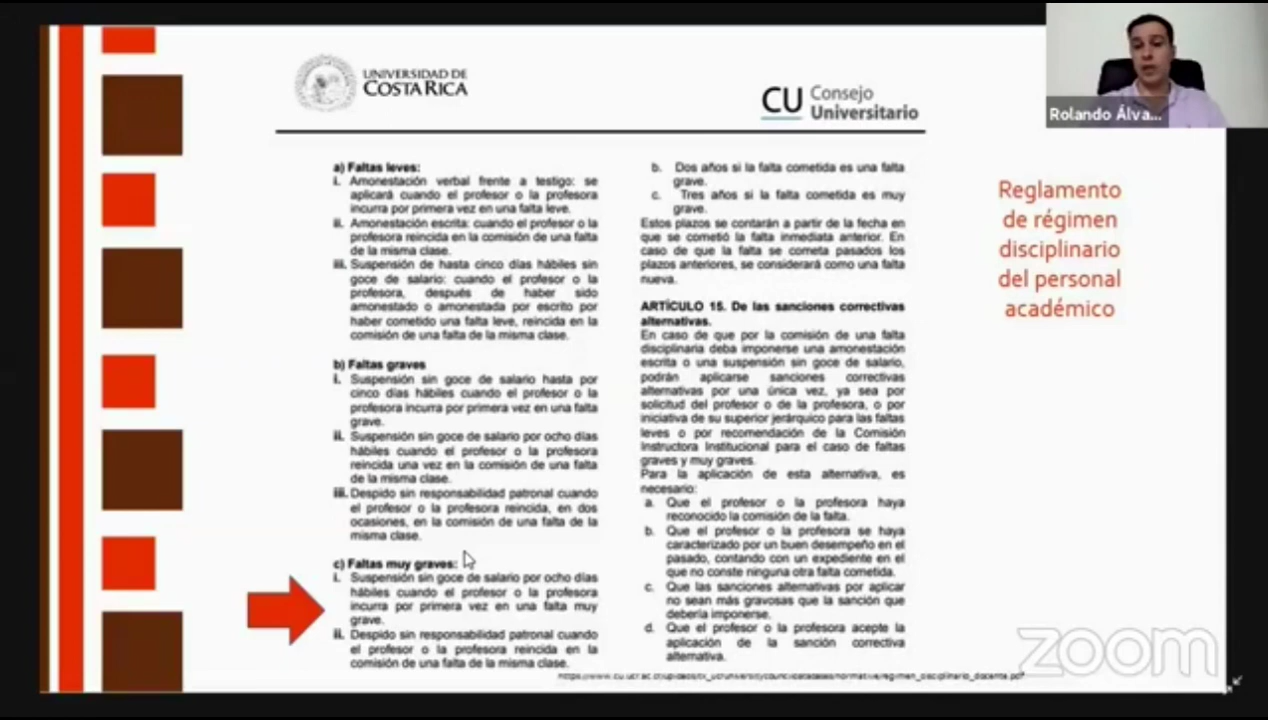 UNIVERSIDAD DE
COSTA RICA
CU Consejo
Universitario
Rolando Álva...
a) Faltas leves:
i. Amonestación verbal frente a testigo: se
aplicará cuando el profesor o la profesora
incurra por primera vez en una falta leve.
ii. Amonestación escrita: cuando el profesor o la
profesora reincida en la comisión de una falta
de la misma clase.
iii. Suspensión de hasta cinco días hábiles sin
goce de salario: cuando el profesor o la
profesora, después de haber sido
amonestado o amonestada por escrito por
haber cometido una falta leve, reincida en la
comisión de una falta de la misma clase.
b) Faltas graves
i. Suspensión sin goce de salario hasta por
cinco días hábiles cuando el profesor o la
profesora incurra por primera vez en una falta
grave.
ii. Suspensión sin goce de salario por ocho días
hábiles cuando el profesor o la profesora
reincida una vez en la comisión de una falta
de la misma clase.
iii. Despido sin responsabilidad patronal cuando
el profesor o la profesora reincida, en dos
ocasiones, en la comisión de una falta de la
misma clase.
c) Faltas muy graves:
i. Suspensión sin goce de salario por ocho días
hábiles cuando el profesor o la profesora
incurra por primera vez en una falta muy
grave.
ii. Despido sin responsabilidad patronal cuando
el profesor o la profesora reincida en la
comisión de una falta de la misma clase.
b. Dos años si la falta cometida es una falta
grave.
c. Tres años si la falta cometida es muy
grave.
Estos plazos se contarán a partir de la fecha en
que se cometió la falta inmediata anterior. En
caso de que la falta se cometa pasados los
plazos anteriores, se considerará como una falta
nueva.
ARTÍCULO 15. De las sanciones correctivas
alternativas.
En caso de que por la comisión de una falta
disciplinaria deba imponerse una amonestación
escrita o una suspensión sin goce de salario,
podrán aplicarse sanciones correctivas
alternativas por una única vez, ya sea por
solicitud del profesor o de la profesora, o por
iniciativa de su superior jerárquico para las faltas
leves o por recomendación de la Comisión
Instructora Institucional para el caso de faltas
graves y muy graves.
Para la aplicación de esta alternativa, es
necesario:
a. Que el profesor o la profesora haya
reconocido la comisión de la falta.
b. Que el profesor o la profesora se haya
caracterizado por un buen desempeño en el
pasado, contando con un expediente en el
que no conste ninguna otra falta cometida.
c. Que las sanciones alternativas por aplicar
no sean más gravosas que la sanción que
debería imponerse.
d. Que el profesor o la profesora acepte la
aplicación de la sanción correctiva
alternativa.
Reglamento
de régimen
disciplinario
del personal
académico
zoom